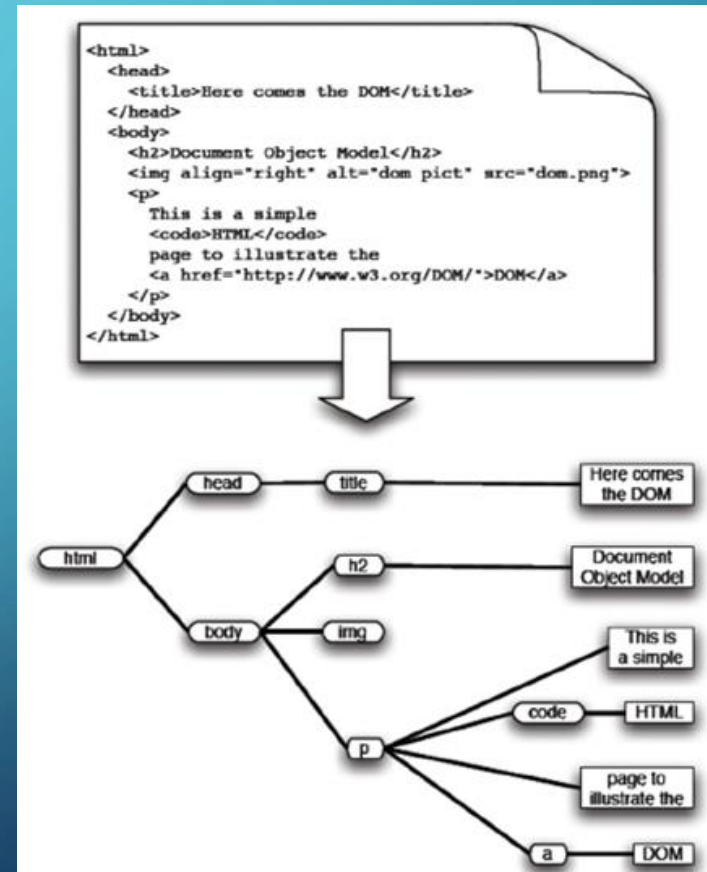 <html>
<head>
<title>Here comes the DOM</title>
</head>
<body>
<h2>Document Object Model</h2>
<img align="right" alt="dom pict" src="dom.png">
<p>
This is a simple
<code>HTML</code>
page to illustrate the
<a href="http://www.w3.org/DOM/">DOM</a>
</p>
</body>
</html>
html
head
title
Here comes
the DOM
body
h2
Document
Object Model
img
p
This is
a simple
code
HTML
page to
illustrate the
a
DOM